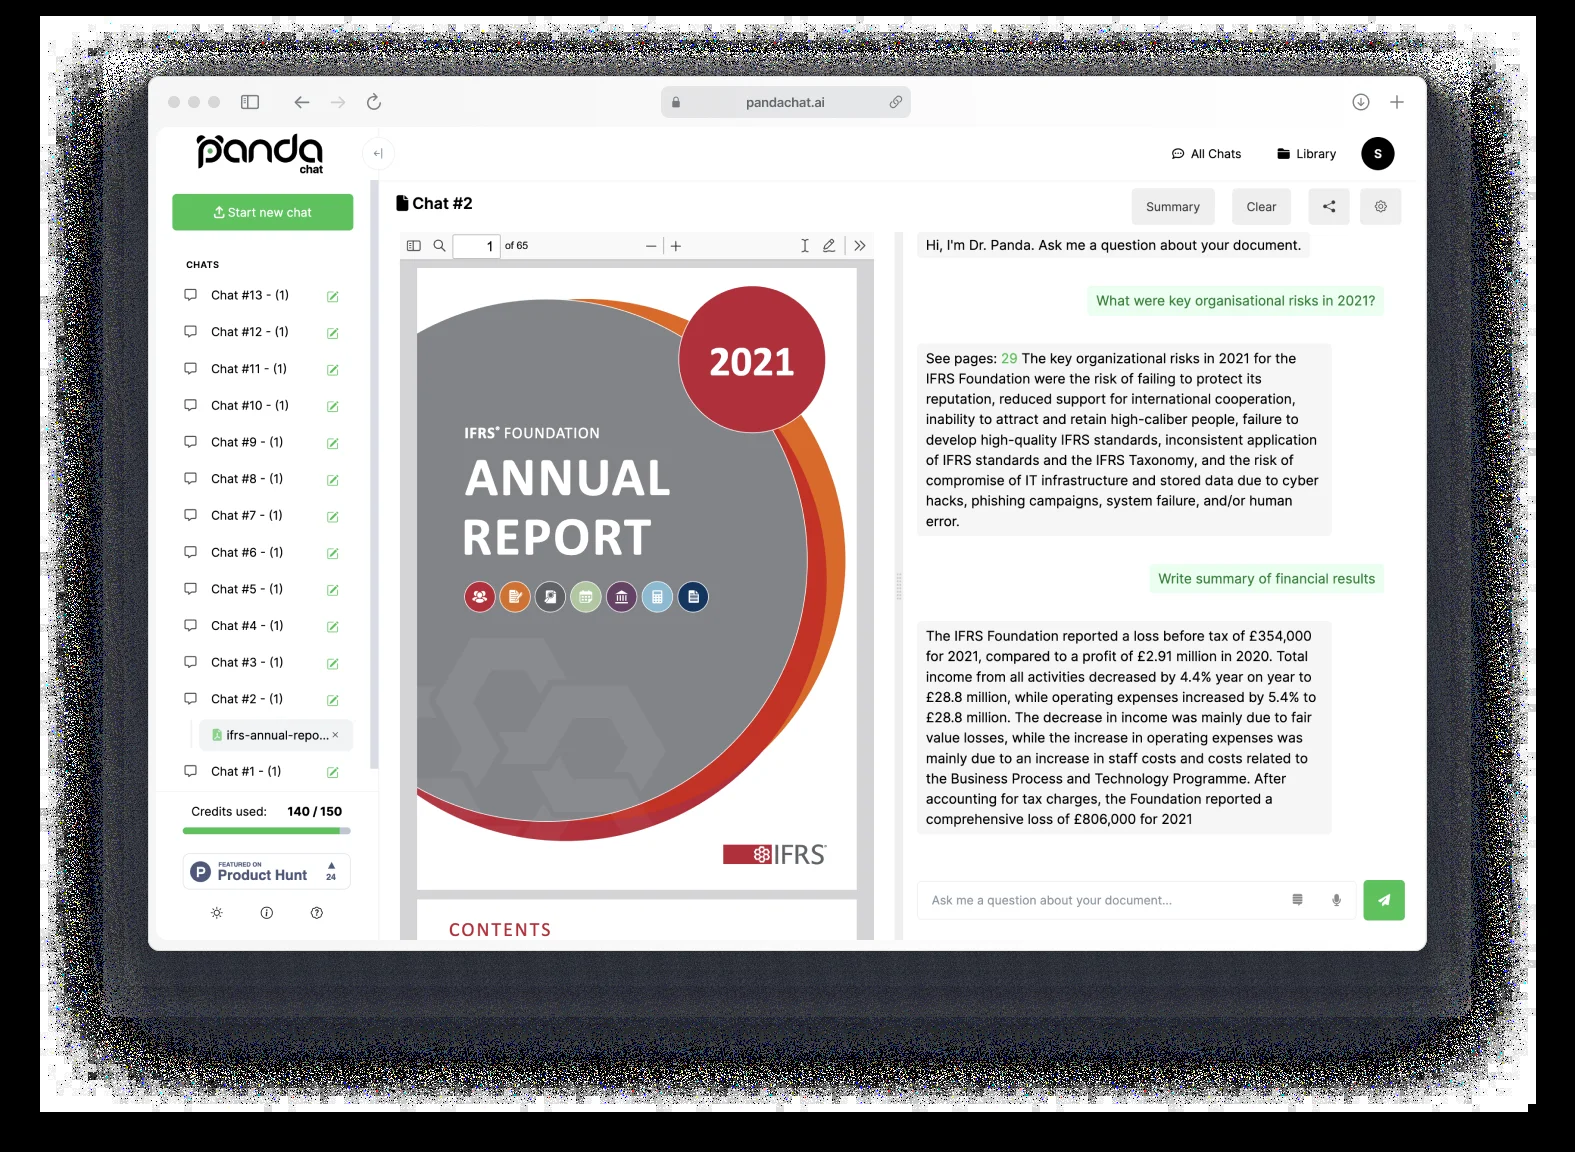 pandachat.ai
panda
chat
All Chats
Library
S
Start new chat
CHATS
Chat #13 - (1)
Chat #12 - (1)
Chat #11 - (1)
Chat #10 - (1)
Chat #9 - (1)
Chat #8 - (1)
Chat #7 - (1)
Chat #6 - (1)
Chat #5 - (1)
Chat #4 - (1)
Chat #3 - (1)
Chat #2 - (1)
ifrs-annual-repo... ×
Chat #1 - (1)
Credits used: 140 / 150
P
FEATURED ON
Product Hunt
24
Chat #2
Summary
Clear
1 of 65
2021
IFRS® FOUNDATION
ANNUAL
REPORT
IFRS
CONTENTS
Hi, I'm Dr. Panda. Ask me a question about your document.
What were key organisational risks in 2021?
See pages: 29 The key organizational risks in 2021 for the
IFRS Foundation were the risk of failing to protect its
reputation, reduced support for international cooperation,
inability to attract and retain high-caliber people, failure to
develop high-quality IFRS standards, inconsistent application
of IFRS standards and the IFRS Taxonomy, and the risk of
compromise of IT infrastructure and stored data due to cyber
hacks, phishing campaigns, system failure, and/or human
error.
Write summary of financial results
The IFRS Foundation reported a loss before tax of £354,000
for 2021, compared to a profit of £2.91 million in 2020. Total
income from all activities decreased by 4.4% year on year to
£28.8 million, while operating expenses increased by 5.4% to
£28.8 million. The decrease in income was mainly due to fair
value losses, while the increase in operating expenses was
mainly due to an increase in staff costs and costs related to
the Business Process and Technology Programme. After
accounting for tax charges, the Foundation reported a
comprehensive loss of £806,000 for 2021
Ask me a question about your document...